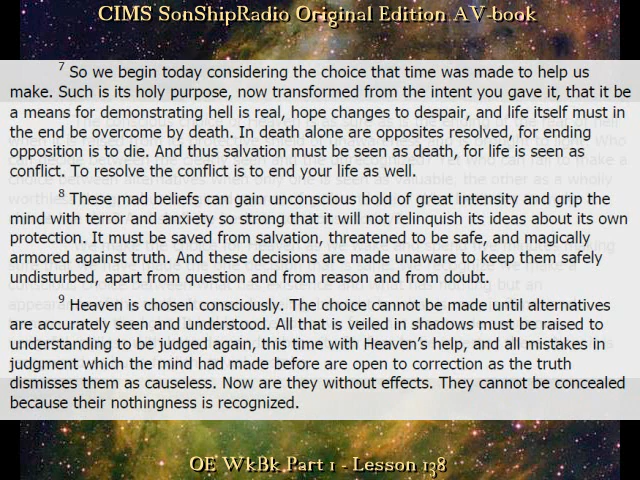 CIMS SonShipRadio Original Edition AV-book
7 So we begin today considering the choice that time was made to help us
make. Such is its holy purpose, now transformed from the intent you gave it, that it be
a means for demonstrating hell is real, hope changes to despair, and life itself must in
the end be overcome by death. In death alone are opposites resolved, for ending
opposition is to die. And thus salvation must be seen as death, for life is seen as
conflict. To resolve the conflict is to end your life as well.
8 These mad beliefs can gain unconscious hold of great intensity and grip the
mind with terror and anxiety so strong that it will not relinquish its ideas about its own
protection. It must be saved from salvation, threatened to be safe, and magically
armored against truth. And these decisions are made unaware to keep them safely
undisturbed, apart from question and from reason and from doubt.
9 Heaven is chosen consciously. The choice cannot be made until alternatives
are accurately seen and understood. All that is veiled in shadows must be raised to
understanding to be judged again, this time with Heaven's help, and all mistakes in
judgment which the mind had made before are open to correction as the truth
dismisses them as causeless. Now are they without effects. They cannot be concealed
because their nothingness is recognized.
OE WkBk Part 1 - Lesson 138